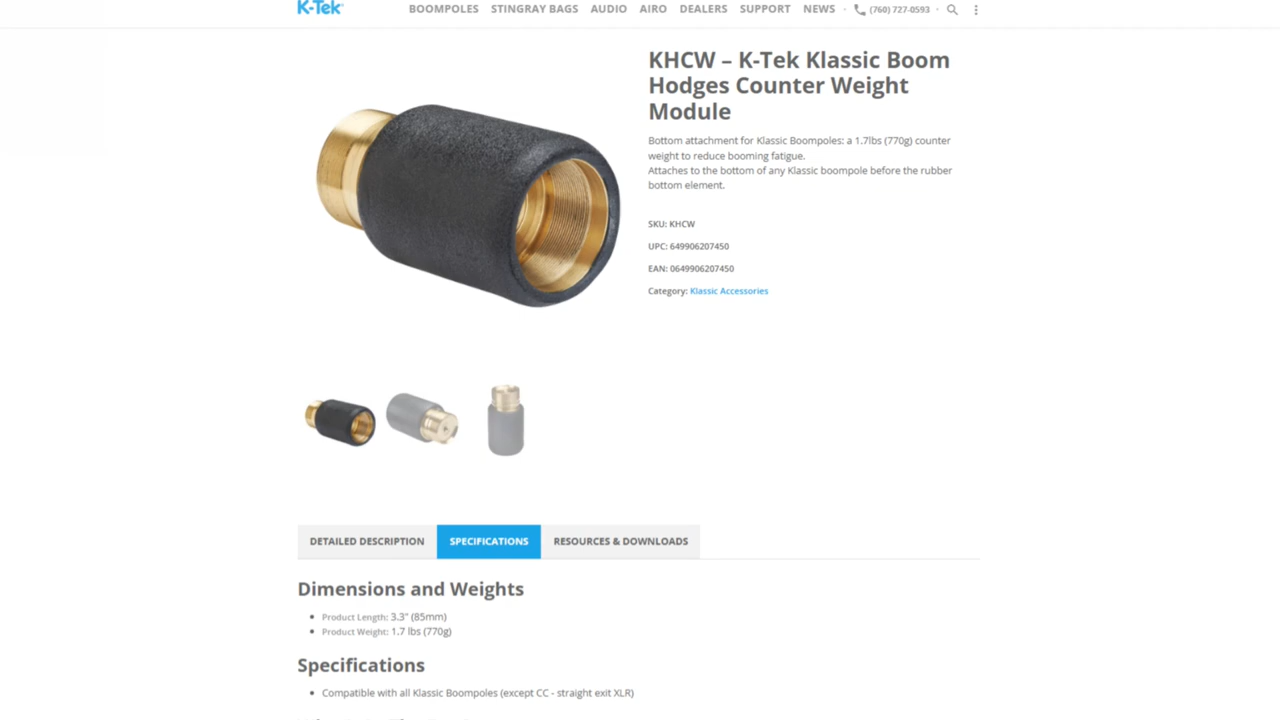 K-Tek
BOOMPOLES STINGRAY BAGS AUDIO AIRO DEALERS SUPPORT NEWS (760) 727-0593
KHCW – K-Tek Klassic Boom
Hodges Counter Weight
Module
Bottom attachment for Klassic Boompoles: a 1.7lbs (770g) counter
weight to reduce booming fatigue.
Attaches to the bottom of any Klassic boompole before the rubber
bottom element.
SKU: KHCW
UPC: 649906207450
EAN: 0649906207450
Category: Klassic Accessories
DETAILED DESCRIPTION SPECIFICATIONS RESOURCES & DOWNLOADS
Dimensions and Weights
• Product Length: 3.3" (85mm)
• Product Weight: 1.7 lbs (770g)
Specifications
• Compatible with all Klassic Boompoles (except CC - straight exit XLR)